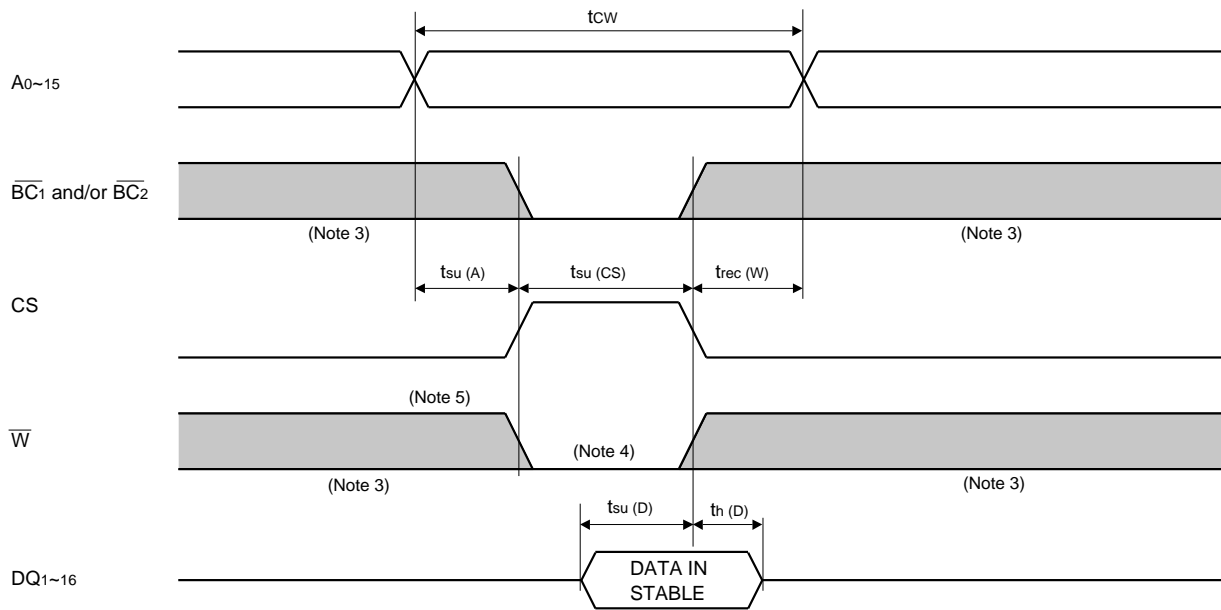 tCW
A0~15
BC1 and/or BC2
(Note 3)
(Note 3)
tsu (A)
tsu (CS)
trec (W)
CS
(Note 5)
W
(Note 4)
(Note 3)
(Note 3)
tsu (D)
th (D)
DQ1~16
DATA IN
STABLE